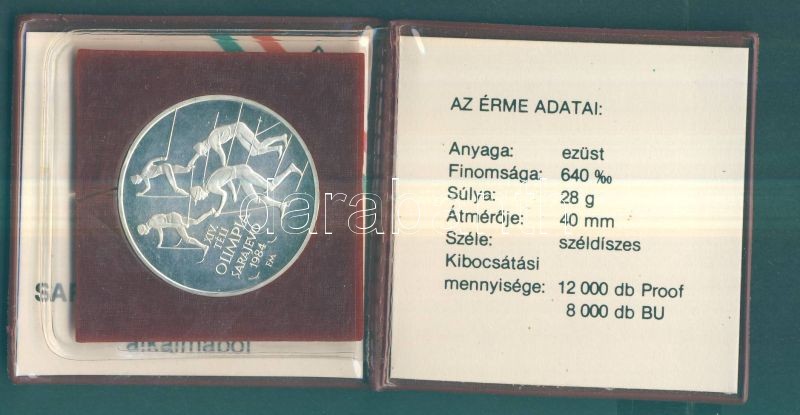 XIV.
TÉLI
OLIMPIA
SARAJEVO
1984
alkalmából
AZ ÉRME ADATAI:
Anyaga: ezüst
Finomsága: 640 ‰
Súlya: 28 g
Átmérője: 40 mm
Széle: széldíszes
Kibocsátási
mennyisége: 12 000 db Proof
8 000 db BU